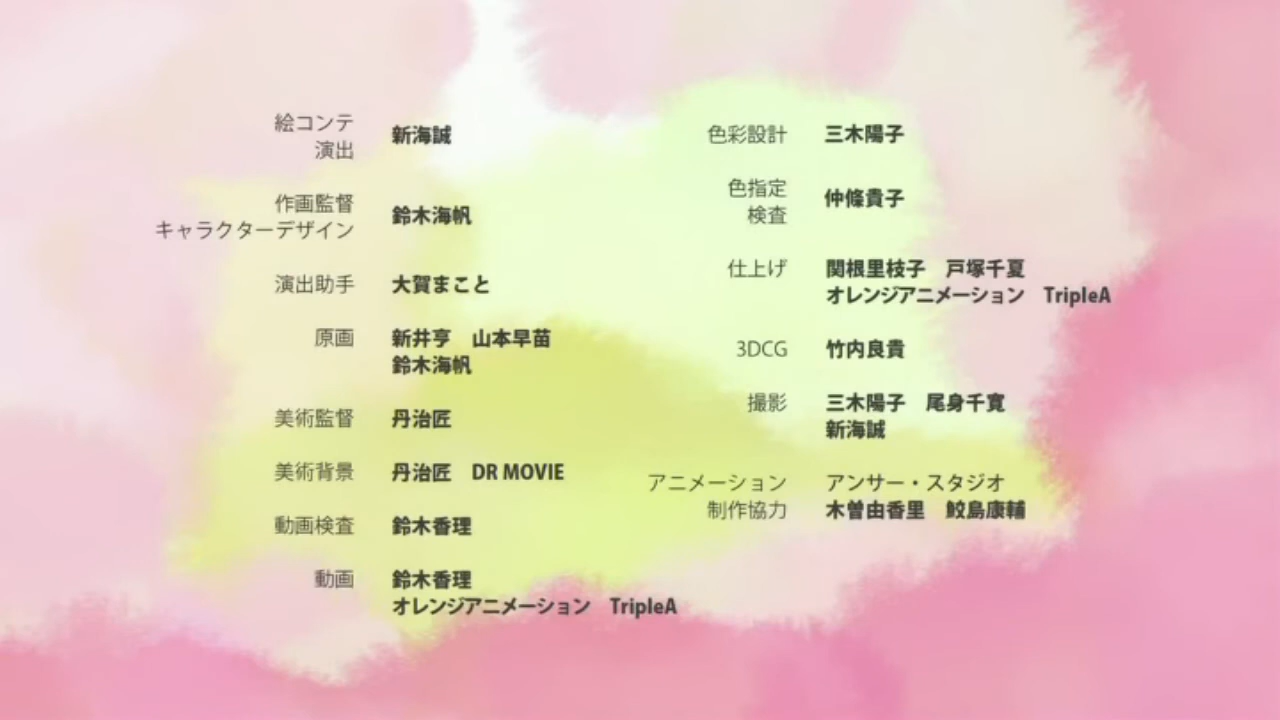 絵コンテ
演出　新海誠
作画監督
キャラクターデザイン　鈴木海帆
演出助手　大賀まこと
原画　新井亨　山本早苗
鈴木海帆
美術監督　丹治匠
美術背景　丹治匠　DR MOVIE
動画検査　鈴木香理
動画　鈴木香理
オレンジアニメーション　TripleA
色彩設計　三木陽子
色指定
検査　仲條貴子
仕上げ　関根里枝子　戸塚千夏
オレンジアニメーション　TripleA
3DCG　竹内良貴
撮影　三木陽子　尾身千寛
新海誠
アニメーション　アンサー・スタジオ
制作協力　木曽由香里　鮫島康輔